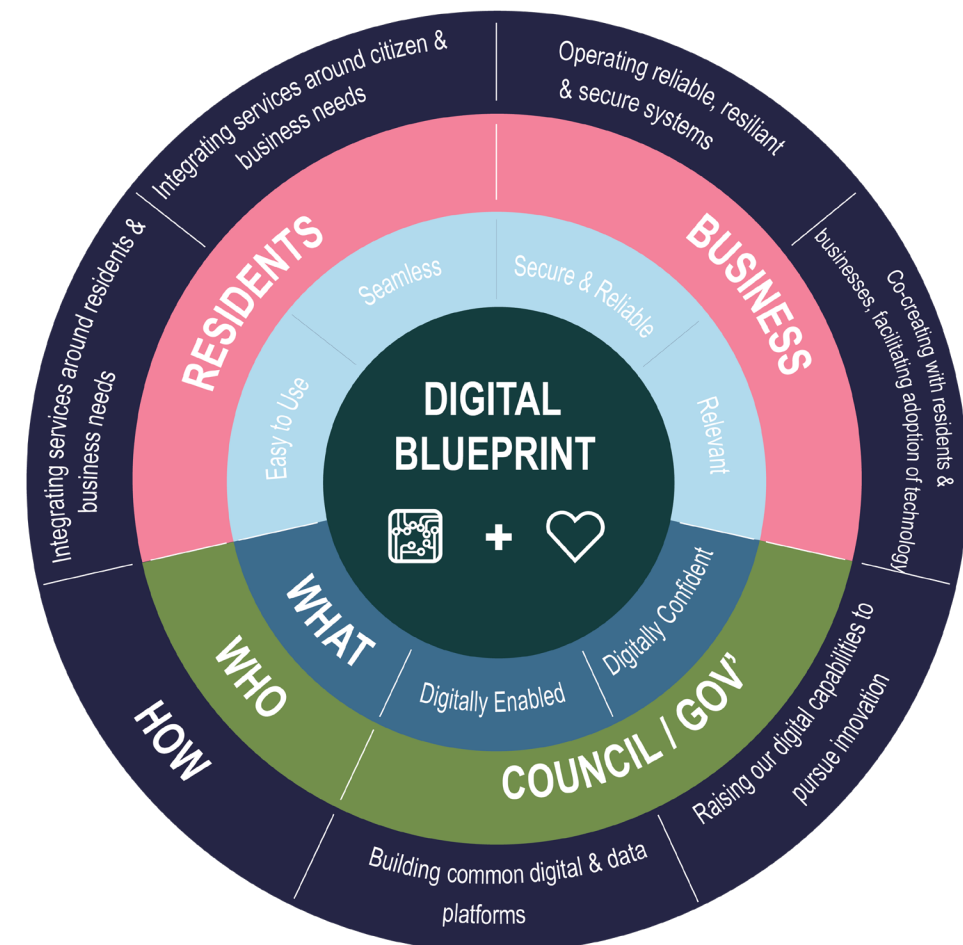 DIGITAL
BLUEPRINT
+
Easy to Use
Seamless
Secure & Reliable
Relevant
Digitally Confident
Digitally Enabled
WHAT
RESIDENTS
BUSINESS
COUNCIL / GOV'
WHO
Integrating services around residents &
business needs
Integrating services around citizen &
business needs
Operating reliable, resiliant
& secure systems
Co-creating with residents &
businesses, facilitating adoption of technology
Raising our digital capabilities to
pursue innovation
Building common digital & data
platforms
HOW